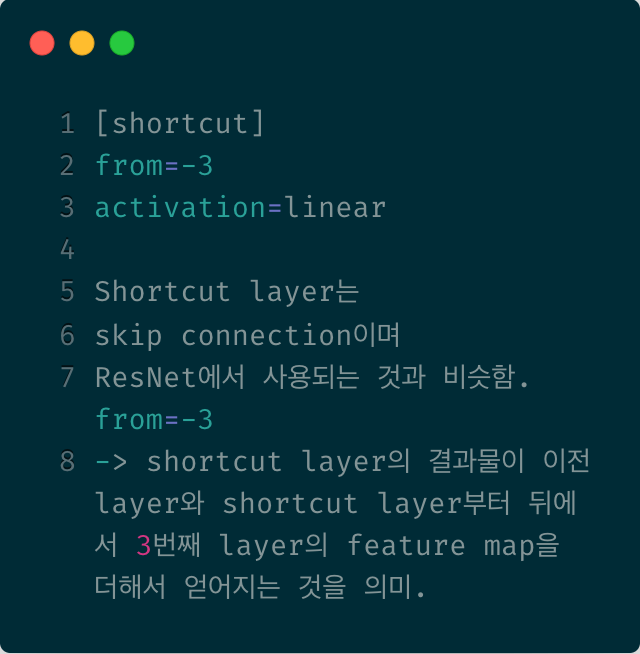 1 [shortcut]
2 from=-3
3 activation=linear
4
5 Shortcut layer는
6 skip connection이며
7 ResNet에서 사용되는 것과 비슷함.
from=-3
8 -> shortcut layer의 결과물이 이전
layer와 shortcut layer부터 뒤에
서 3번째 layer의 feature map을
더해서 얻어지는 것을 의미.